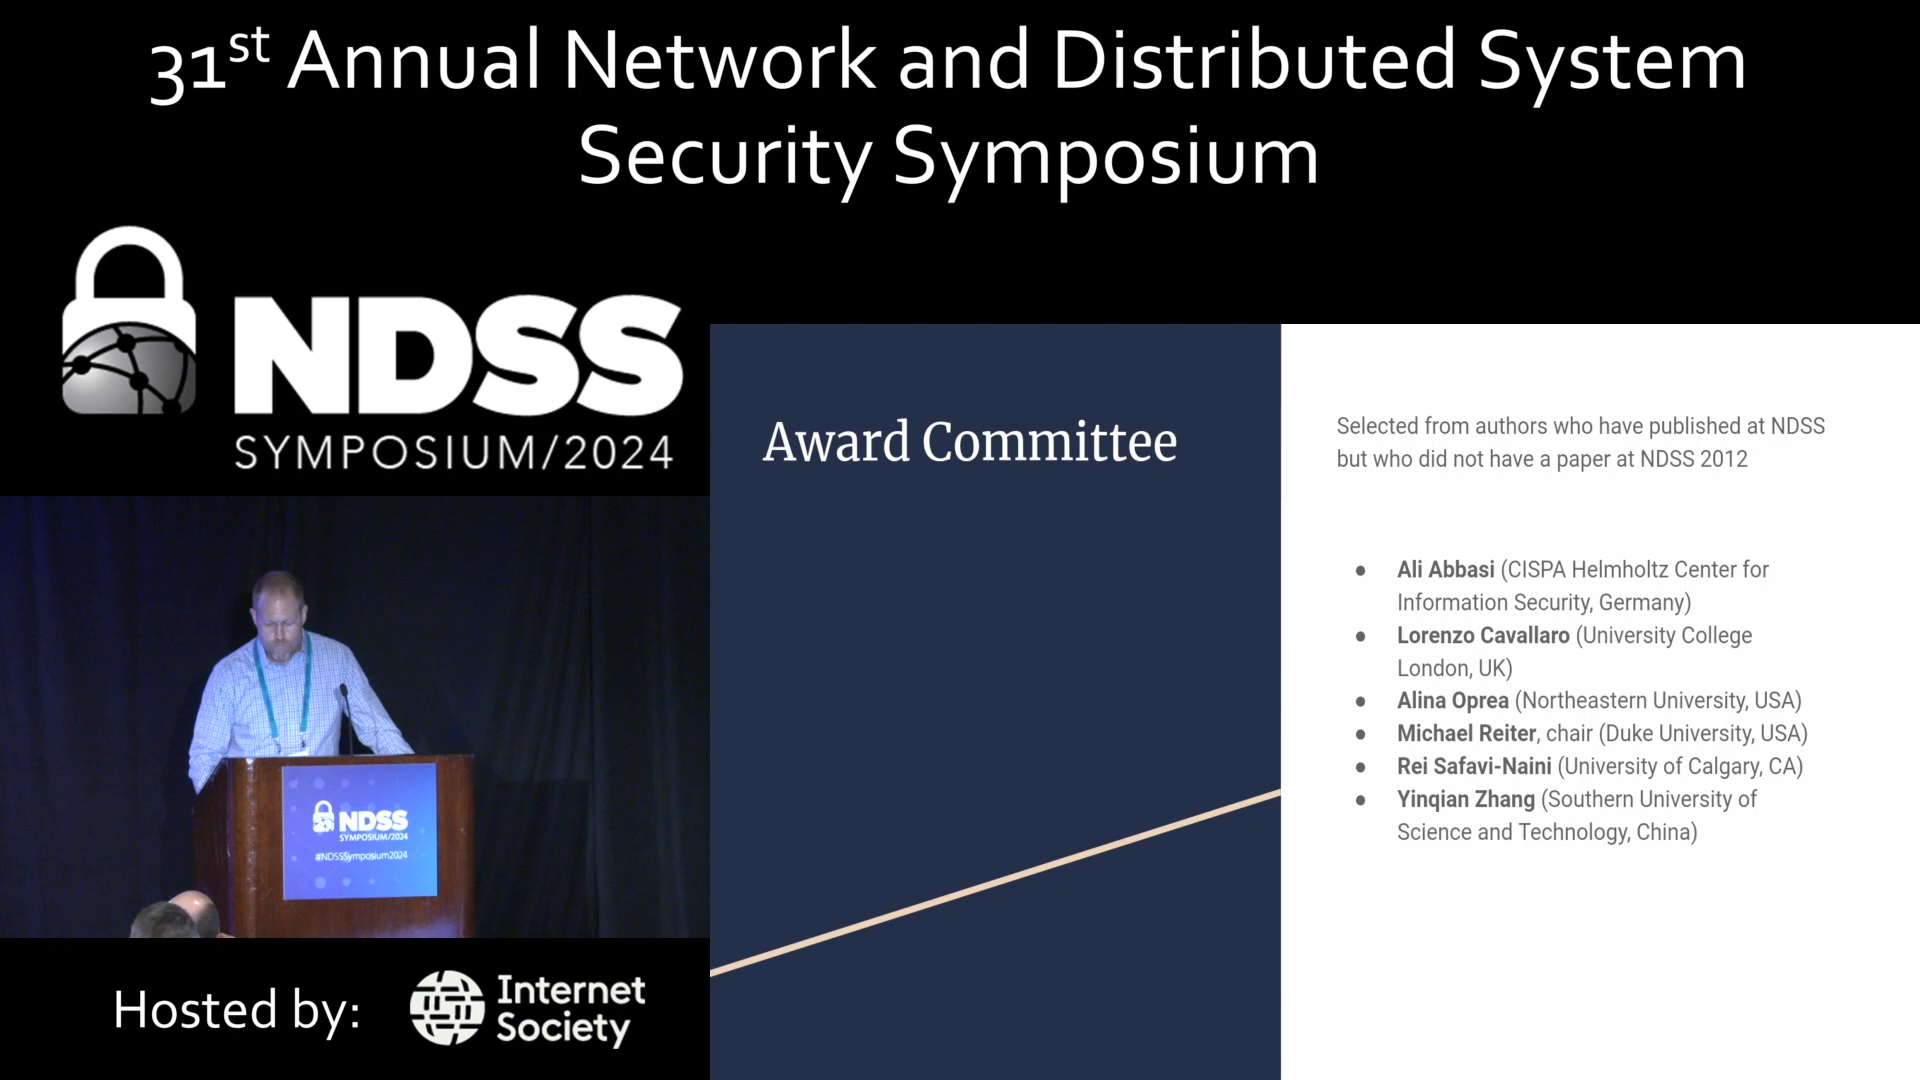 31st Annual Network and Distributed System
Security Symposium
NDSS
SYMPOSIUM/2024
Award Committee
Selected from authors who have published at NDSS
but who did not have a paper at NDSS 2012
● Ali Abbasi (CISPA Helmholtz Center for
Information Security, Germany)
● Lorenzo Cavallaro (University College
London, UK)
● Alina Oprea (Northeastern University, USA)
● Michael Reiter, chair (Duke University, USA)
● Rei Safavi-Naini (University of Calgary, CA)
● Yinqian Zhang (Southern University of
Science and Technology, China)
NDSS
SYMPOSIUM/2024
#NDSSSymposium2024
Hosted by:
Internet
Society